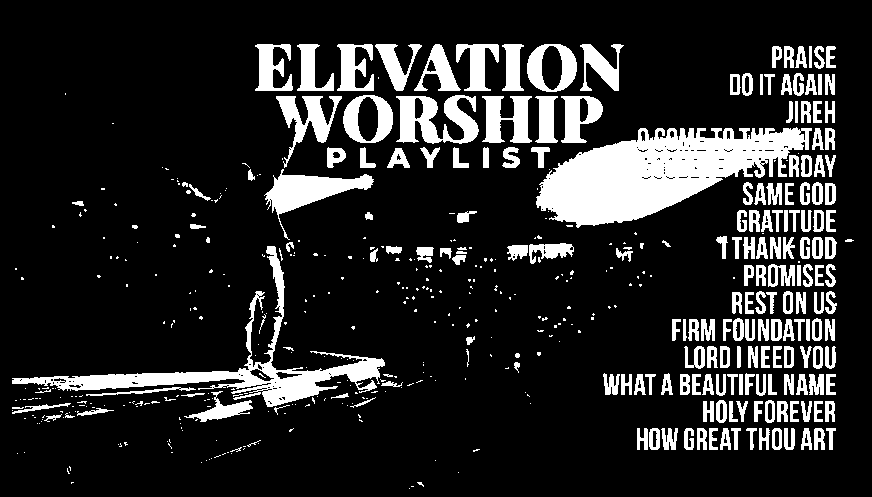 ELEVATION
WORSHIP
PLAYLIST
PRAISE
DO IT AGAIN
JIREH
O COME TO THE ALTAR
YESTERDAY
SAME GOD
GRATITUDE
I THANK GOD
PROMISES
REST ON US
FIRM FOUNDATION
LORD I NEED YOU
WHAT A BEAUTIFUL NAME
HOLY FOREVER
HOW GREAT THOU ART